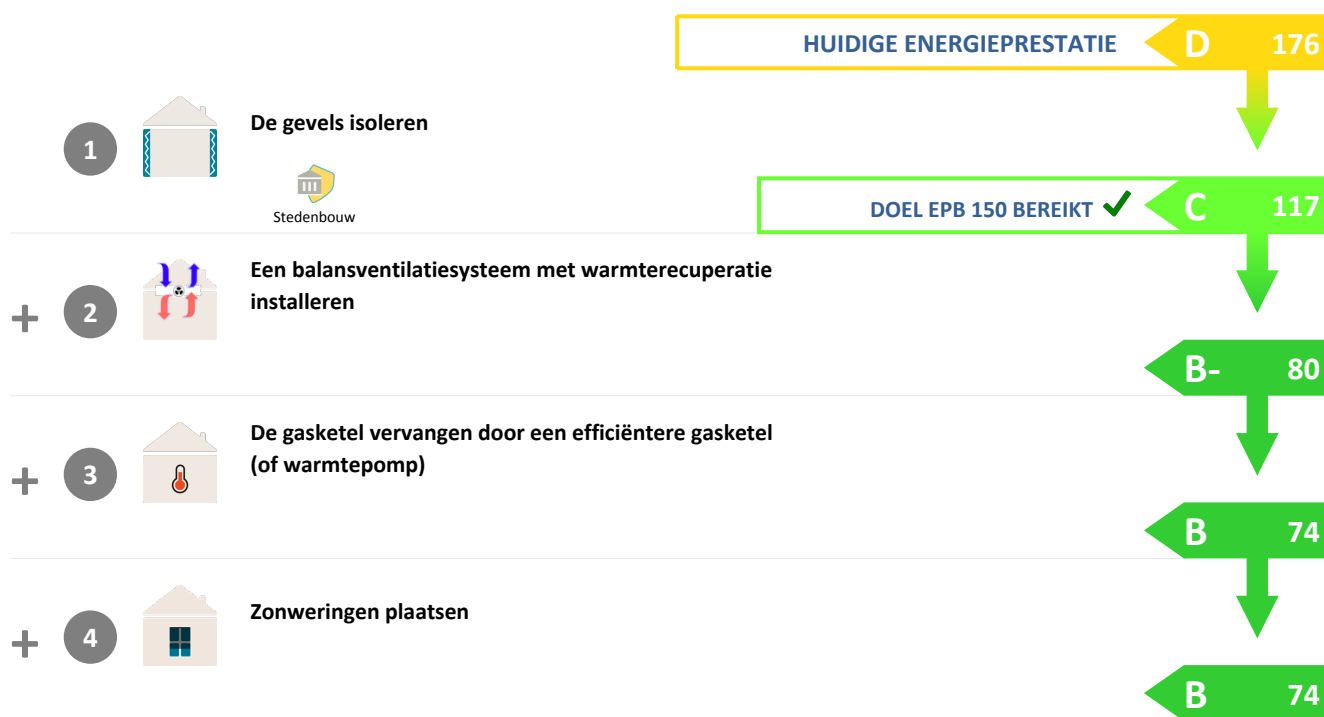 HUIDIGE ENERGIEPRESTATIE D 176
1 De gevels isoleren
Stedenbouw
DOEL EPB 150 BEREIKT ✔ C 117
+ 2 Een balansventilatiesysteem met warmterecuperatie
installeren
B- 80
+ 3 De gasketel vervangen door een efficiëntere gasketel
(of warmtepomp)
B 74
+ 4 Zonweringen plaatsen
B 74